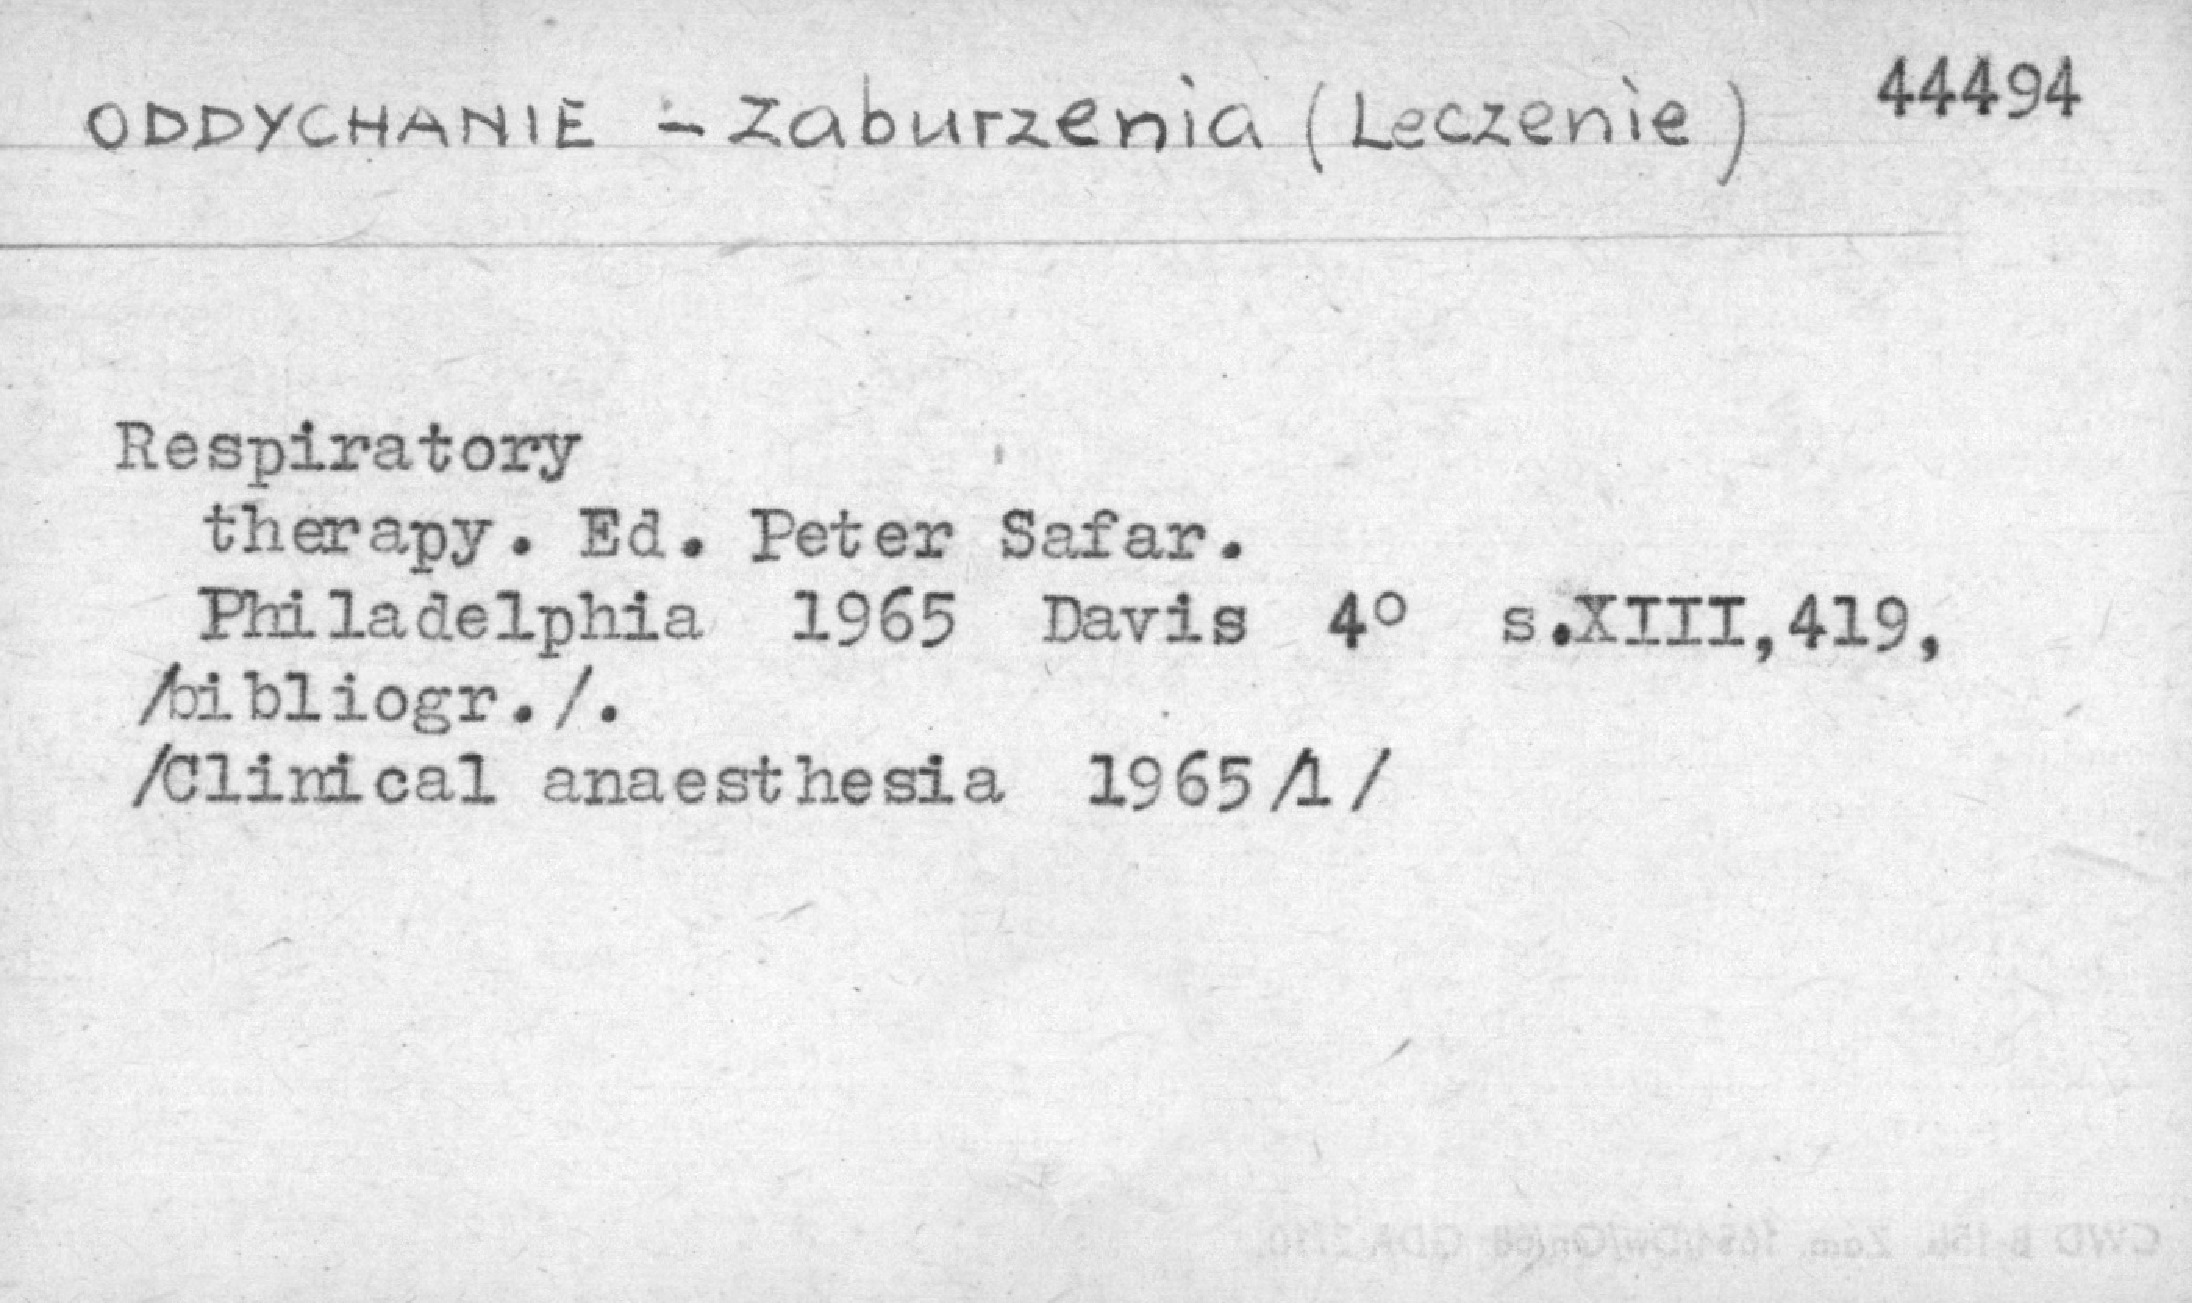 ODDYCHANIE - Zaburzenia (Leczenie) 44494
Respiratory
therapy. Ed. Peter Safar.
Philadelphia 1965 Davis 4° s.XIII,419,
/bibliogr./.
/Clinical anaesthesia 1965/1/